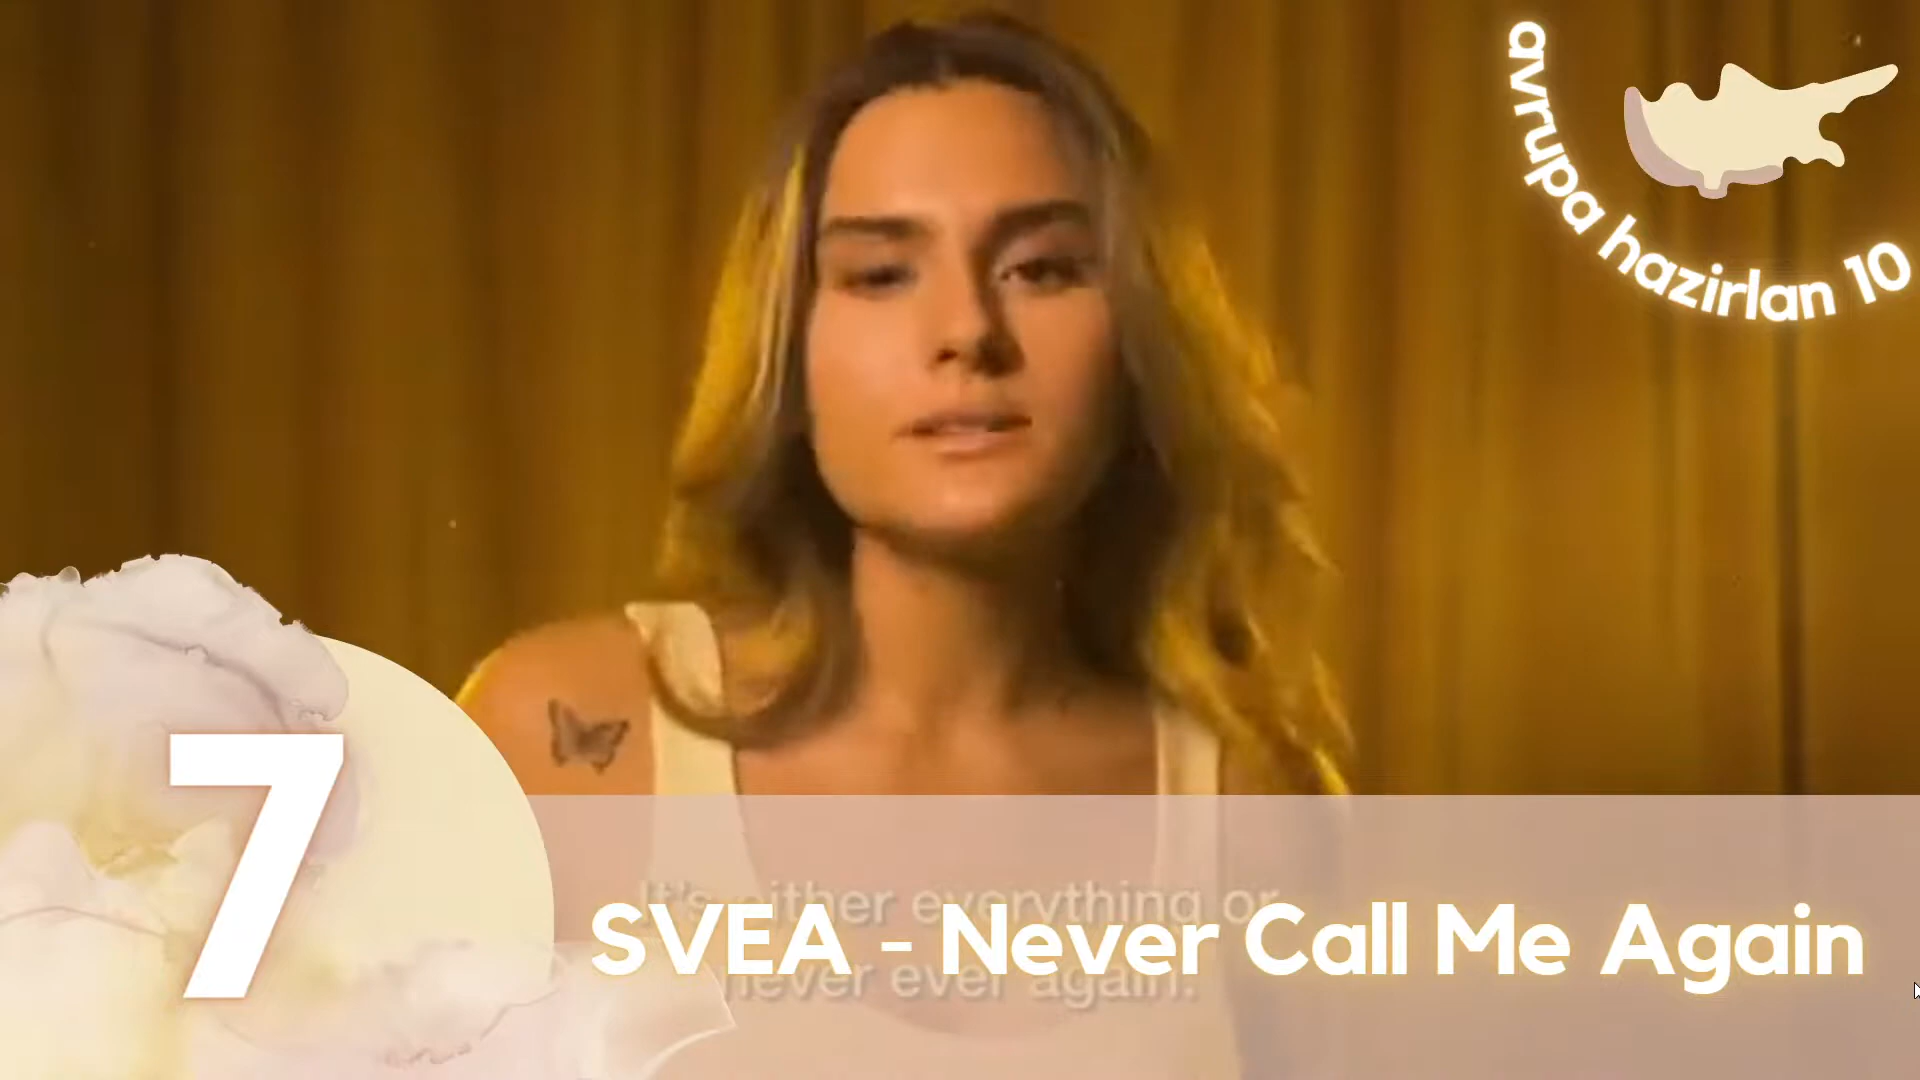 avrupa hazirlan 10
7
It's either everything or
SVEA - Never Call Me Again
never ever again.